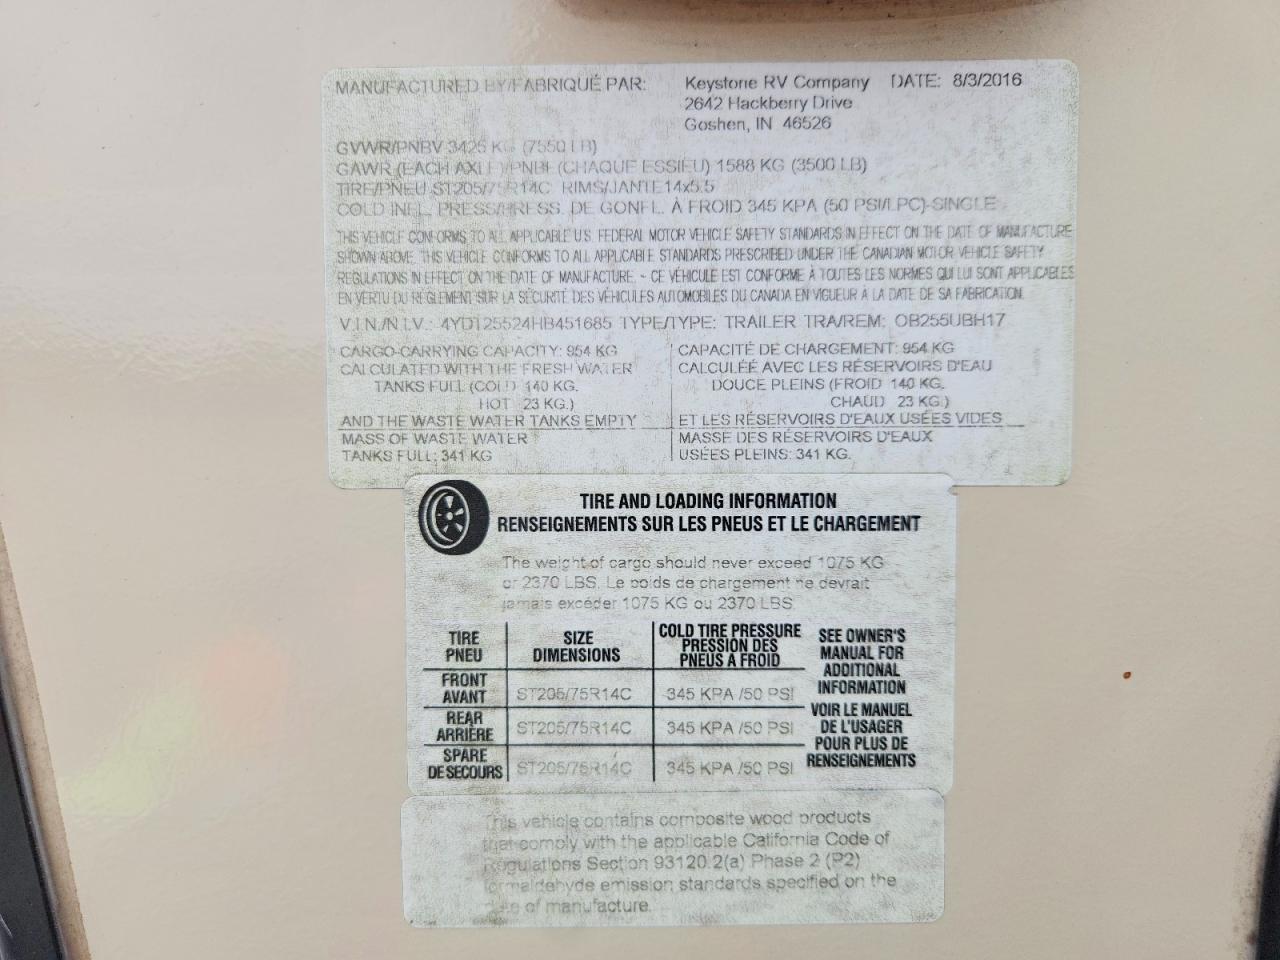 MANUFACTURED BY/FABRIQUÉ PAR: Keystone RV Company DATE: 8/3/2016
2642 Hackberry Drive
Goshen, IN 46526
GVWR/PNBV 3425 KG (7550 LB)
GAWR (EACH AXLE)/PNBE (CHAQUE ESSIEU) 1588 KG (3500 LB)
TIRE/PNEU ST205/75R14C RIMS/JANTE 14x5.5
COLD INFL. PRESS/PRESS. DE GONFL. À FROID 345 KPA (50 PSI/LPC)-SINGLE
THIS VEHICLE CONFORMS TO ALL APPLICABLE U.S. FEDERAL MOTOR VEHICLE SAFETY STANDARDS IN EFFECT ON THE DATE OF MANUFACTURE
SHOWN ABOVE. THIS VEHICLE CONFORMS TO ALL APPLICABLE STANDARDS PRESCRIBED UNDER THE CANADIAN MOTOR VEHICLE SAFETY
REGULATIONS IN EFFECT ON THE DATE OF MANUFACTURE. - CE VÉHICULE EST CONFORME À TOUTES LES NORMES QUI LUI SONT APPLICABLES
EN VERTU DU RÈGLEMENT SUR LA SÉCURITÉ DES VÉHICULES AUTOMOBILES DU CANADA EN VIGUEUR À LA DATE DE SA FABRICATION.
V.I.N./N.I.V.: 4YDT25524HB451685 TYPE/TYPE: TRAILER TRA/REM: OB255UBH17
CARGO-CARRYING CAPACITY: 954 KG
CALCULATED WITH THE FRESH WATER
TANKS FULL (COLD 140 KG.
HOT 23 KG.)
AND THE WASTE WATER TANKS EMPTY
MASS OF WASTE WATER
TANKS FULL: 341 KG
CAPACITÉ DE CHARGEMENT: 954 KG
CALCULÉE AVEC LES RÉSERVOIRS D'EAU
DOUCE PLEINS (FROID 140 KG.
CHAUD 23 KG.)
ET LES RÉSERVOIRS D'EAUX USÉES VIDES
MASSE DES RÉSERVOIRS D'EAUX
USÉES PLEINS: 341 KG.
TIRE AND LOADING INFORMATION
RENSEIGNEMENTS SUR LES PNEUS ET LE CHARGEMENT
The weight of cargo should never exceed 1075 KG
or 2370 LBS. Le poids de chargement ne devrait
jamais excéder 1075 KG ou 2370 LBS.
TIRE PNEU SIZE DIMENSIONS COLD TIRE PRESSURE PRESSION DES PNEUS A FROID
FRONT AVANT ST205/75R14C 345 KPA /50 PSI
REAR ARRIÈRE ST205/75R14C 345 KPA /50 PSI
SPARE DE SECOURS ST205/75R14C 345 KPA /50 PSI
SEE OWNER'S
MANUAL FOR
ADDITIONAL
INFORMATION
VOIR LE MANUEL
DE L'USAGER
POUR PLUS DE
RENSEIGNEMENTS
This vehicle contains composite wood products
that comply with the applicable California Code of
Regulations Section 93120.2(a) Phase 2 (P2)
formaldehyde emission standards specified on the
date of manufacture.